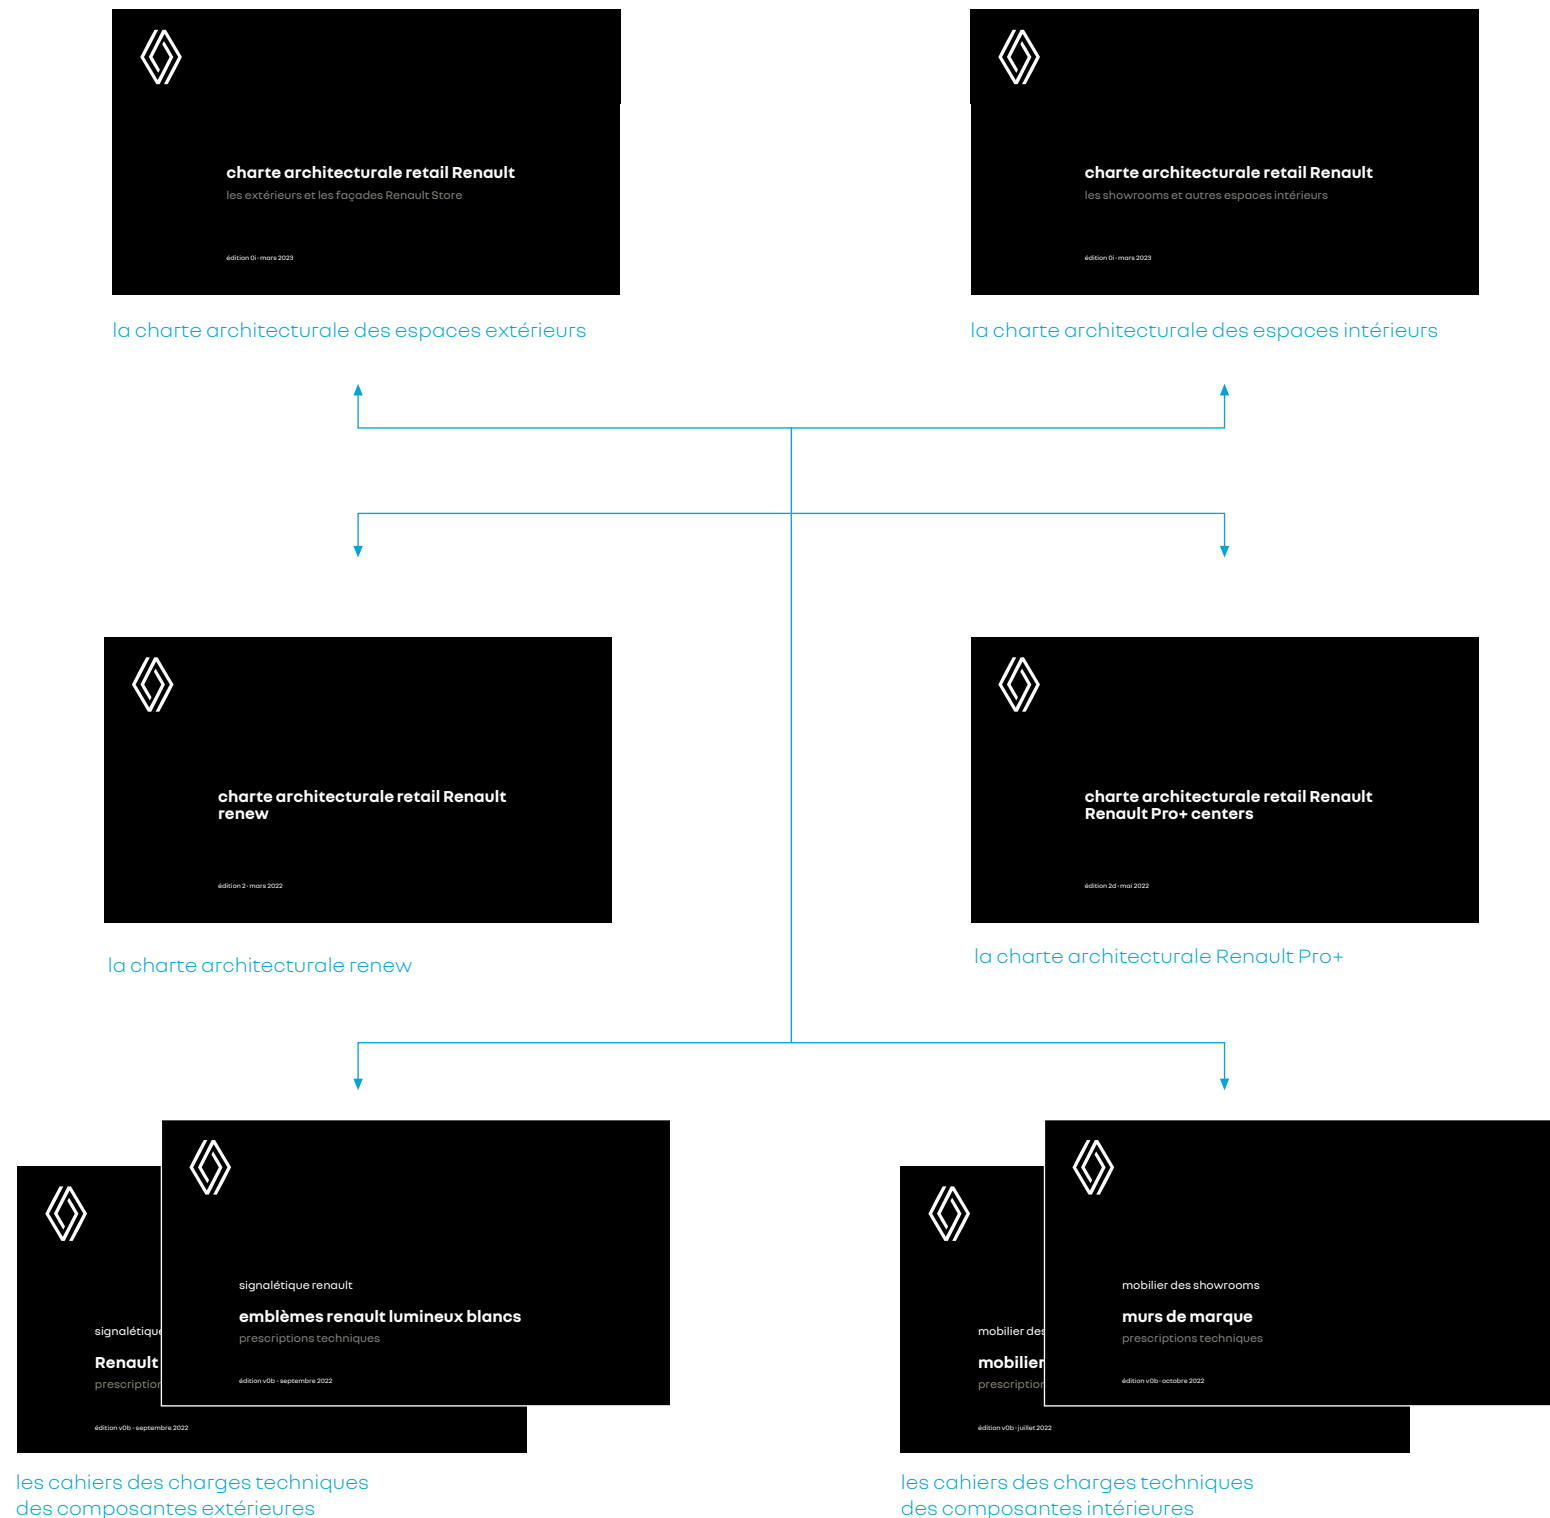 charte architecturale retail Renault
les extérieurs et les façades Renault Store
édition 0i - mars 2023
la charte architecturale des espaces extérieurs
charte architecturale retail Renault
les showrooms et autres espaces intérieurs
édition 0i - mars 2023
la charte architecturale des espaces intérieurs
charte architecturale retail Renault
renew
édition 2 - mars 2022
la charte architecturale renew
charte architecturale retail Renault
Renault Pro+ centers
édition 2d - mai 2022
la charte architecturale Renault Pro+
signalétique renault
emblèmes renault lumineux blancs
prescriptions techniques
édition v0b - septembre 2022
signalétique
Renault
prescription
édition v0b - septembre 2022
les cahiers des charges techniques
des composantes extérieures
mobilier des showrooms
murs de marque
prescriptions techniques
édition v0b - octobre 2022
mobilier des
mobilier
prescription
édition v0b - juillet 2022
les cahiers des charges techniques
des composantes intérieures